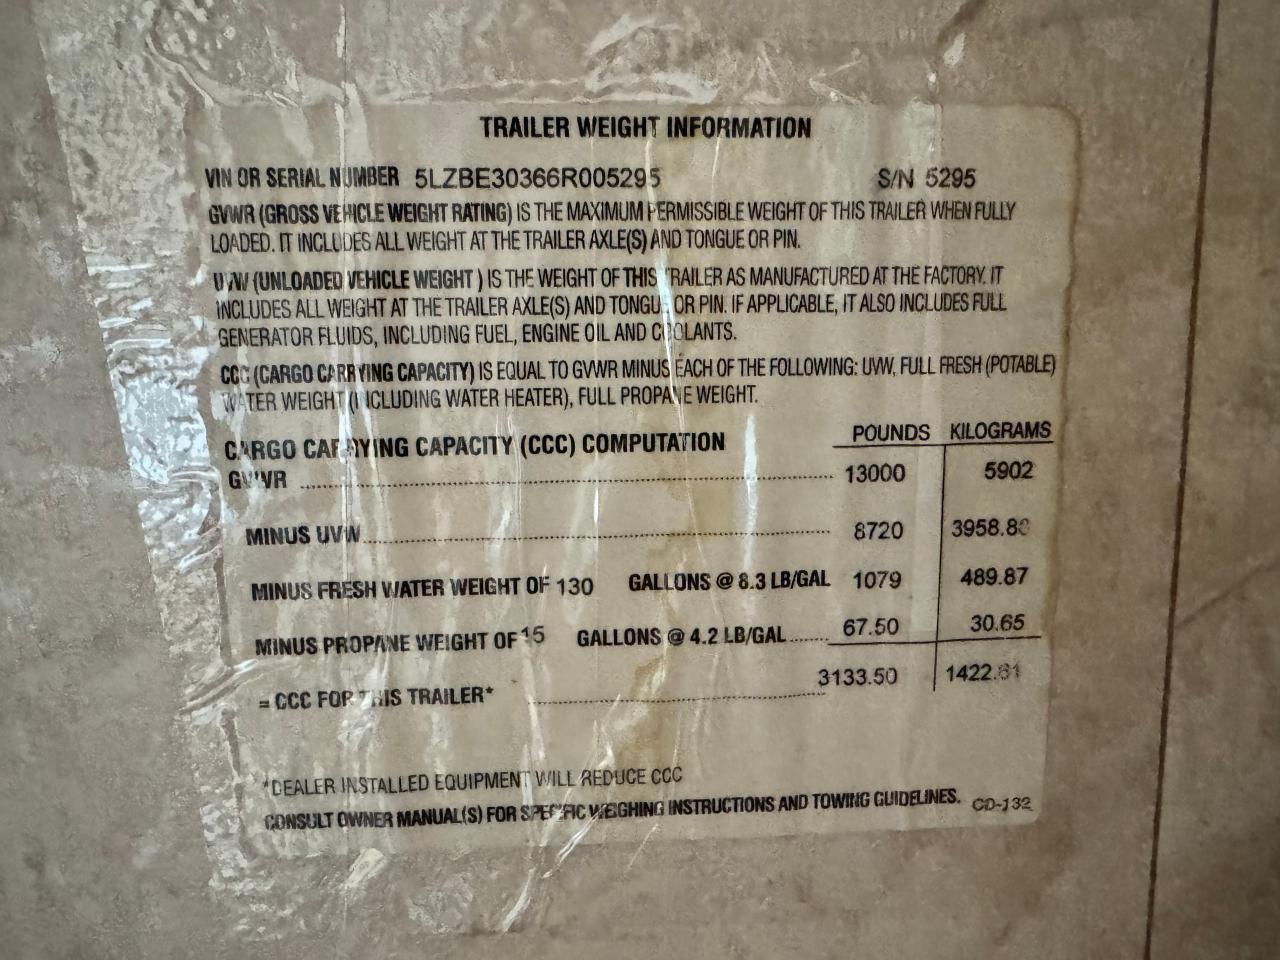 TRAILER WEIGHT INFORMATION
VIN OR SERIAL NUMBER 5LZBE30366R005295 S/N 5295
GVWR (GROSS VEHICLE WEIGHT RATING) IS THE MAXIMUM PERMISSIBLE WEIGHT OF THIS TRAILER WHEN FULLY
LOADED. IT INCLUDES ALL WEIGHT AT THE TRAILER AXLE(S) AND TONGUE OR PIN.
UVW (UNLOADED VEHICLE WEIGHT ) IS THE WEIGHT OF THIS TRAILER AS MANUFACTURED AT THE FACTORY. IT
INCLUDES ALL WEIGHT AT THE TRAILER AXLE(S) AND TONGUE OR PIN. IF APPLICABLE, IT ALSO INCLUDES FULL
GENERATOR FLUIDS, INCLUDING FUEL, ENGINE OIL AND COOLANTS.
CCC (CARGO CARRYING CAPACITY) IS EQUAL TO GVWR MINUS EACH OF THE FOLLOWING: UVW, FULL FRESH (POTABLE)
WATER WEIGHT (INCLUDING WATER HEATER), FULL PROPANE WEIGHT.
CARGO CARRYING CAPACITY (CCC) COMPUTATION POUNDS KILOGRAMS
GVWR ........ 13000 5902
MINUS UVW ........ 8720 3958.88
MINUS FRESH WATER WEIGHT OF 130 GALLONS @ 8.3 LB/GAL 1079 489.87
MINUS PROPANE WEIGHT OF 15 GALLONS @ 4.2 LB/GAL ........ 67.50 30.65
= CCC FOR THIS TRAILER* ........ 3133.50 1422.61
*DEALER INSTALLED EQUIPMENT WILL REDUCE CCC
CONSULT OWNER MANUAL(S) FOR SPECIFIC WEIGHING INSTRUCTIONS AND TOWING GUIDELINES. CD-132